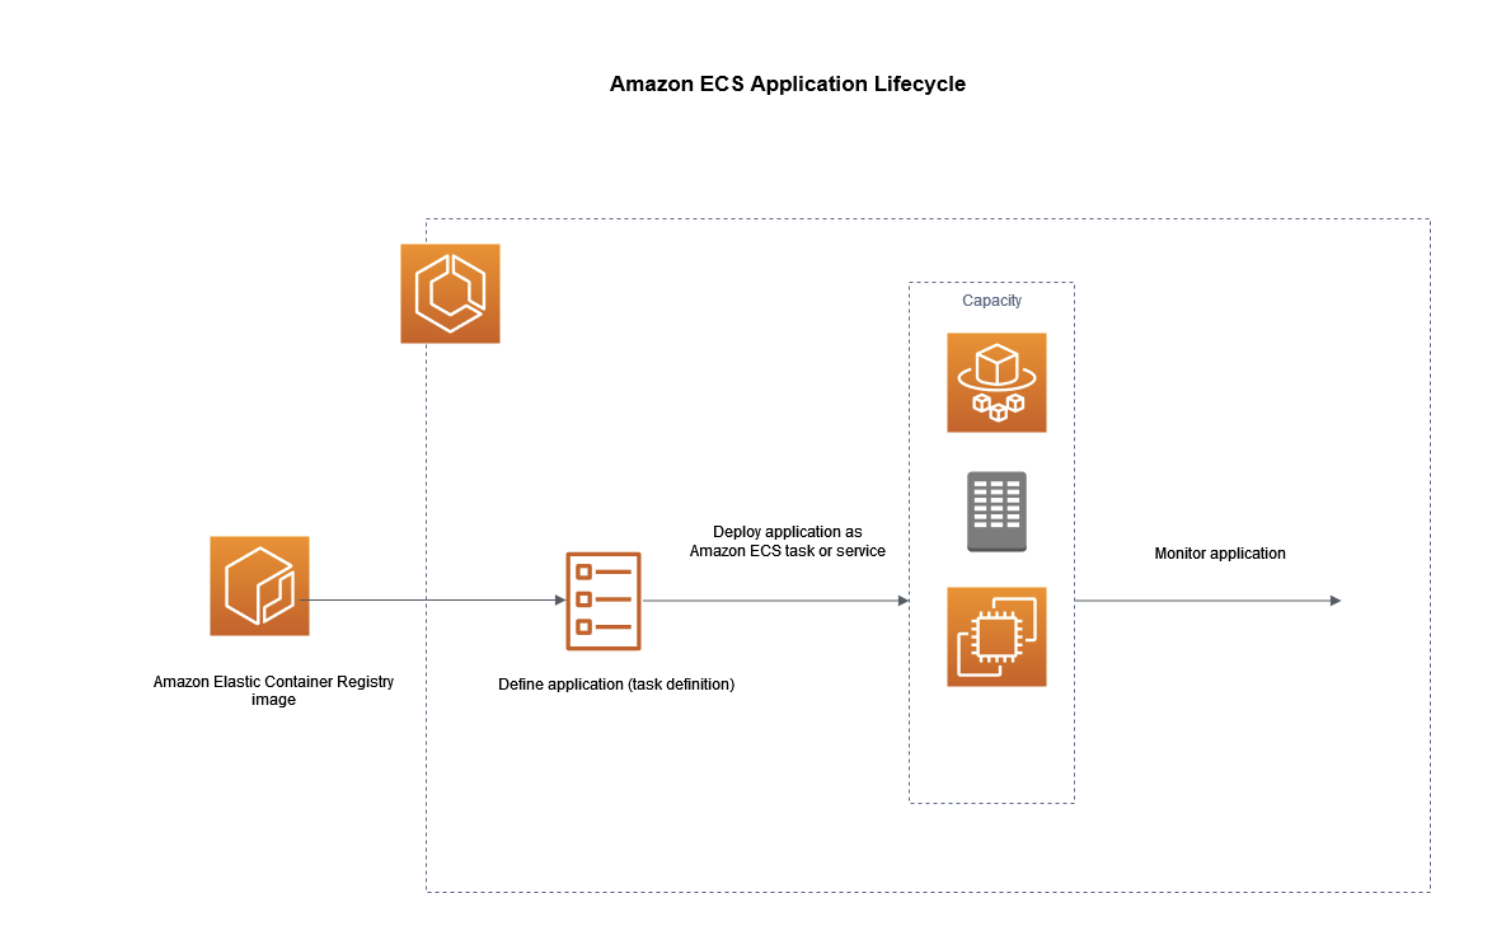 Amazon ECS Application Lifecycle
Capacity
Deploy application as
Amazon ECS task or service
Monitor application
Amazon Elastic Container Registry
image
Define application (task definition)